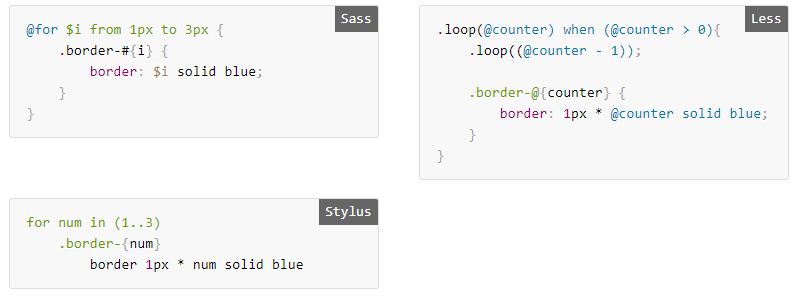 Sass
@for $i from 1px to 3px {
    .border-#{i} {
        border: $i solid blue;
    }
}
Less
.loop(@counter) when (@counter > 0){
    .loop((@counter - 1));

    .border-@{counter} {
        border: 1px * @counter solid blue;
    }
}
Stylus
for num in (1..3)
    .border-{num}
        border 1px * num solid blue